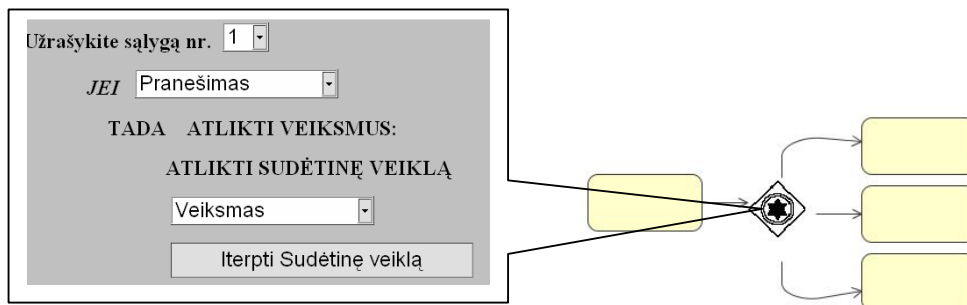 Užrašykite sąlygą nr. 1
JEI Pranešimas
TADA ATLIKTI VEIKSMUS:
ATLIKTI SUDĖTINĘ VEIKLĄ
Veiksmas
Iterpti Sudėtinę veiklą